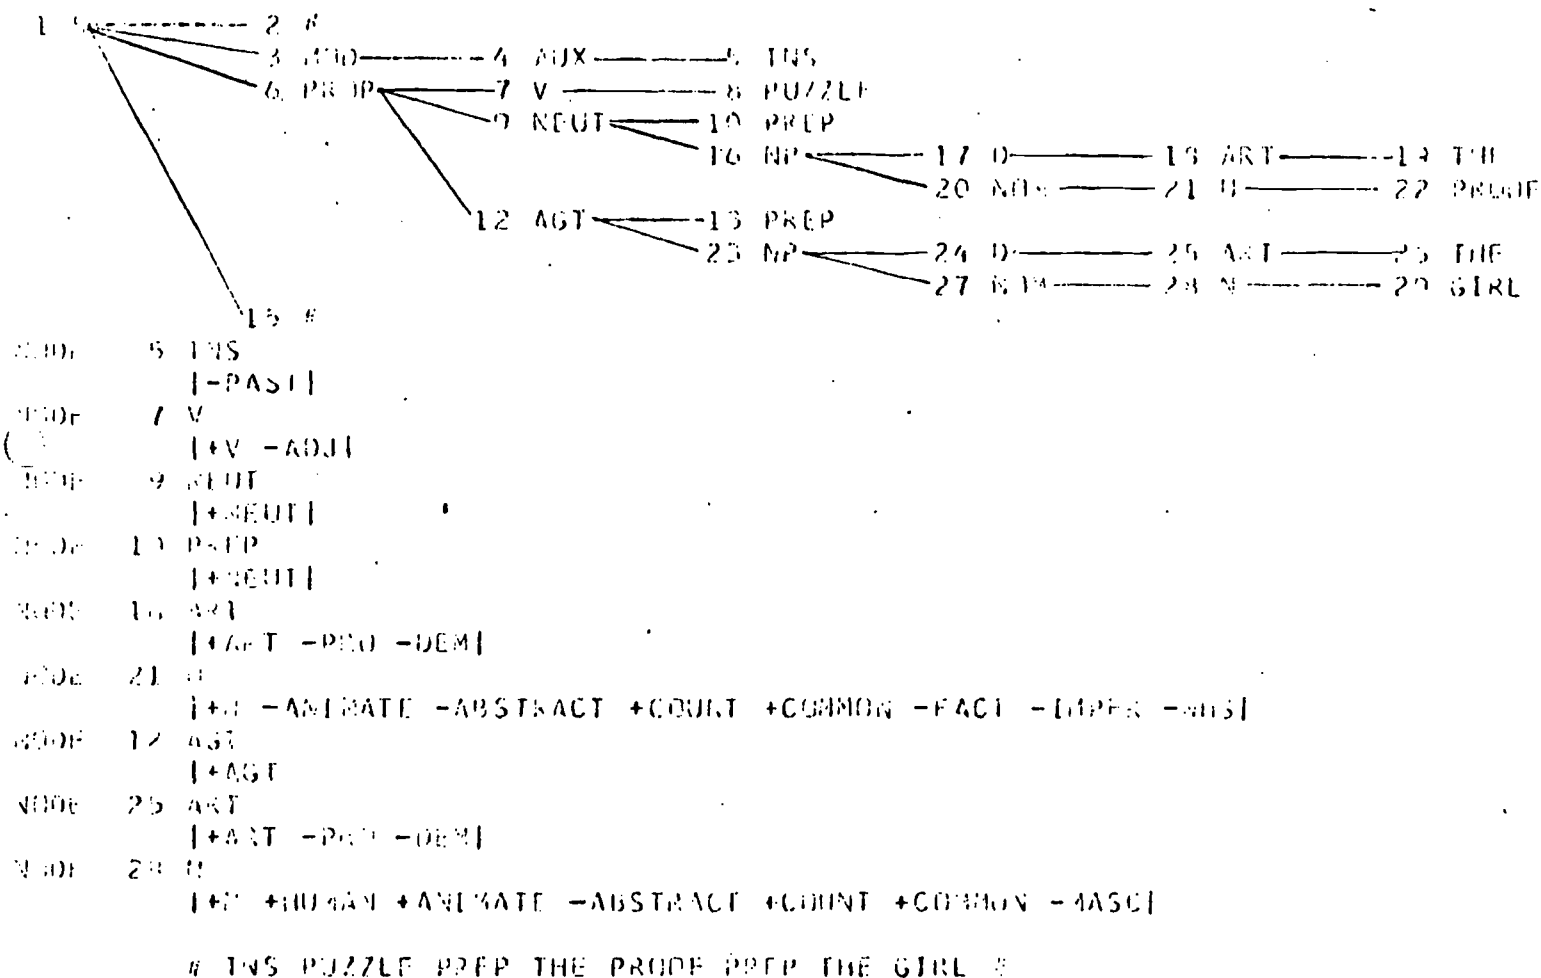 1 S 2 #
3 MOD 4 AUX 5 TNS
6 PROP 7 V 8 PUZZLE
9 NEUT 10 PREP
16 NP 17 D 18 ART 19 THE
20 NOM 21 N 22 PROOF
12 AGT 13 PREP
23 NP 24 D 25 ART 26 THE
27 NOM 28 N 29 GIRL
15 #
NODE 5 TNS
|-PAST|
NODE 7 V
|+V -ADJ|
NODE 9 NEUT
|+NEUT|
NODE 10 PREP
|+NEUT|
NODE 18 ART
|+ART -PRO -DEM|
NODE 21 N
|+N -ANIMATE -ABSTRACT +COUNT +COMMON -FACT
NODE 12 AGT
|+AGT
NODE 25 ART
|+ART -PRO -DEM|
NODE 28 N
|+N +HUMAN +ANIMATE -ABSTRACT +COUNT +COMMON -MASC|
# TNS PUZZLE PREP THE PROOF PREP THE GIRL #